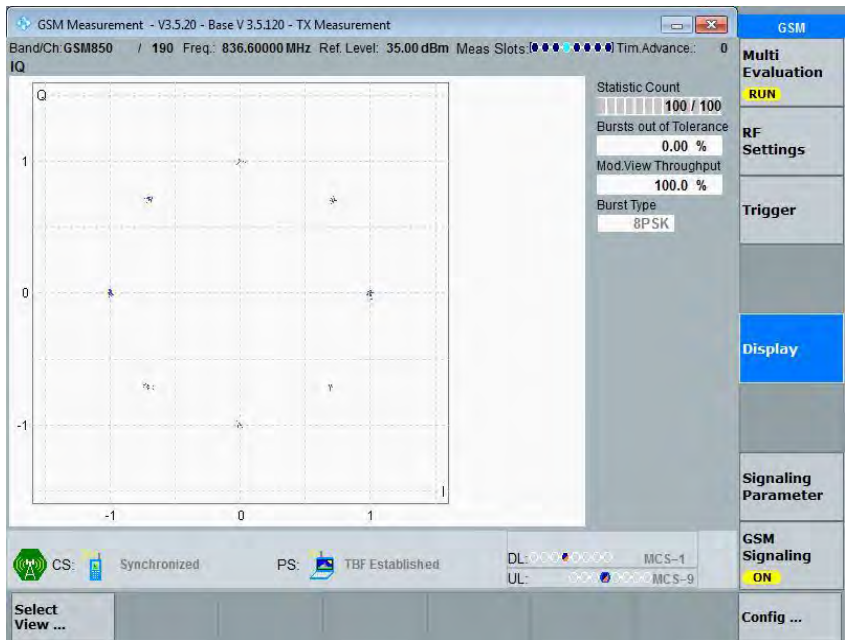 GSM Measurement - V3.5.20 - Base V 3.5.120 - TX Measurement
GSM
Band/Ch:GSM850 / 190 Freq.: 836.60000 MHz Ref. Level: 35.00 dBm Meas Slots: Tim.Advance.: 0
IQ
Q
1
0
-1
I
-1 0 1
Statistic Count
100 / 100
Bursts out of Tolerance
0.00 %
Mod.View Throughput
100.0 %
Burst Type
8PSK
Multi
Evaluation
RUN
RF
Settings
Trigger
Display
Signaling
Parameter
GSM
Signaling
ON
CS: Synchronized PS: TBF Established
DL: MCS-1
UL: MCS-9
Select
View ...
Config ...